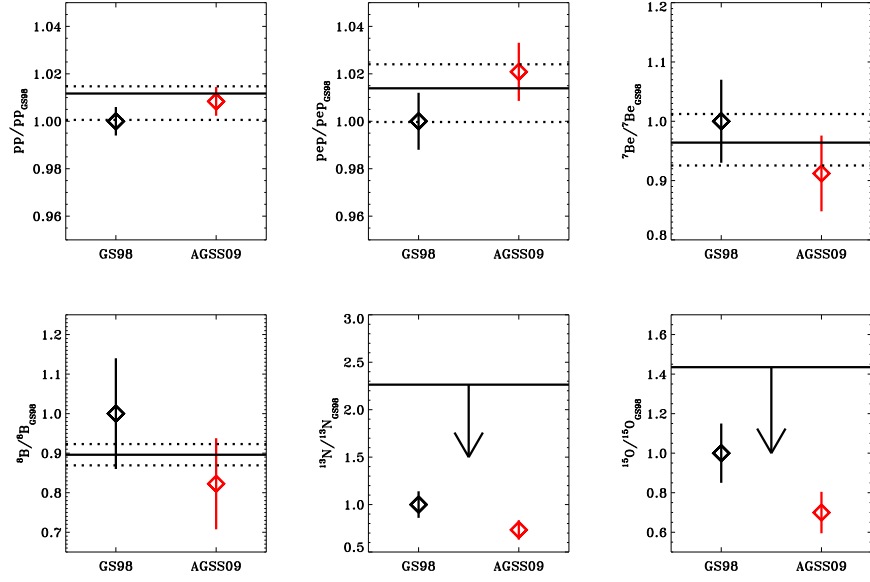 pp/pp_GS98
1.04
1.02
1.00
0.98
0.96
GS98 AGSS09
pep/pep_GS98
1.04
1.02
1.00
0.98
0.96
GS98 AGSS09
⁷Be/⁷Be_GS98
1.2
1.1
1.0
0.9
0.8
GS98 AGSS09
⁸B/⁸B_GS98
1.2
1.1
1.0
0.9
0.8
0.7
GS98 AGSS09
¹³N/¹³N_GS98
3.0
2.5
2.0
1.5
1.0
0.5
GS98 AGSS09
¹⁵O/¹⁵O_GS98
1.6
1.4
1.2
1.0
0.8
0.6
GS98 AGSS09